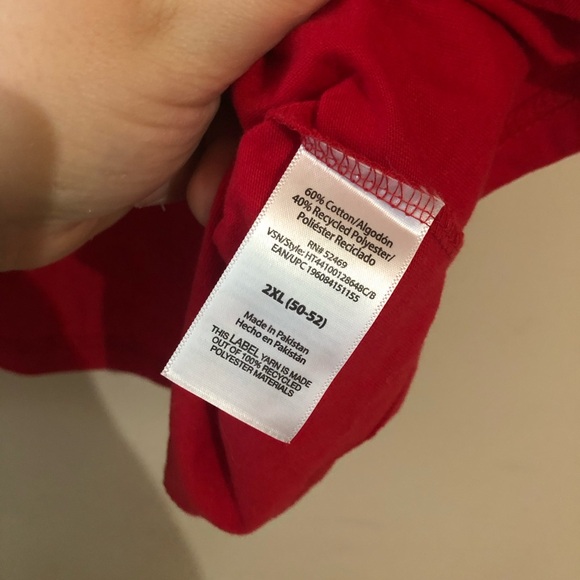 60% Cotton/Algodón
40% Recycled Polyester/
Poliéster Reciclado
RN# 52469
VSN/Style: HT44100128648C/B
EAN/UPC 196084151155
2XL (50-52)
Made in Pakistan
Hecho en Pakistán
THIS LABEL YARN IS MADE
OUT OF 100% RECYCLED
POLYESTER MATERIALS